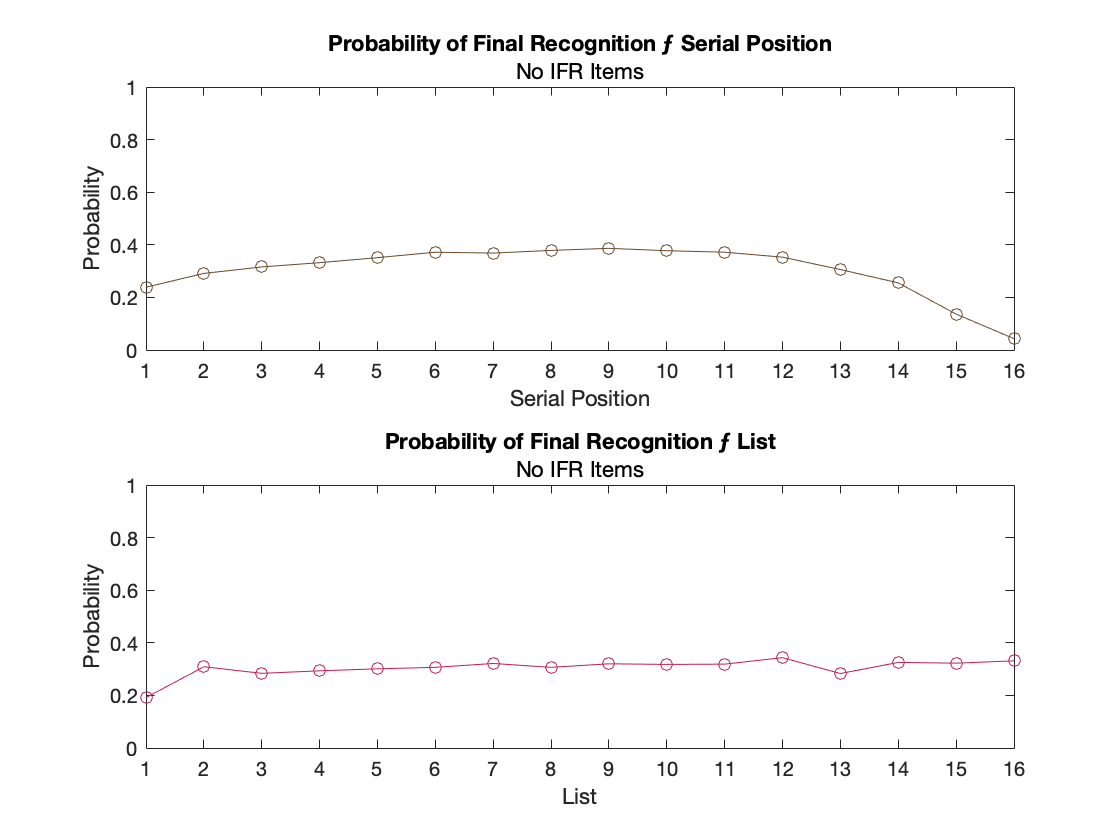 Probability of Final Recognition ƒ Serial Position
No IFR Items
1
0.8
0.6
0.4
0.2
0
Probability
1 2 3 4 5 6 7 8 9 10 11 12 13 14 15 16
Serial Position
Probability of Final Recognition ƒ List
No IFR Items
1
0.8
0.6
0.4
0.2
0
Probability
1 2 3 4 5 6 7 8 9 10 11 12 13 14 15 16
List